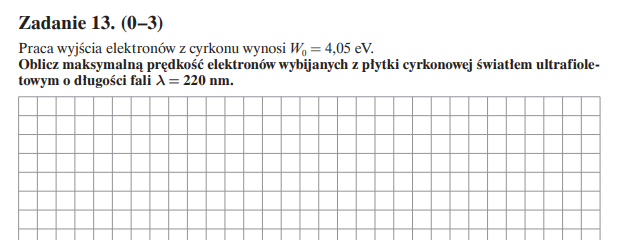 Zadanie 13. (0–3)
Praca wyjścia elektronów z cyrkonu wynosi W₀ = 4,05 eV.
Oblicz maksymalną prędkość elektronów wybijanych z płytki cyrkonowej światłem ultrafiole-
towym o długości fali λ = 220 nm.